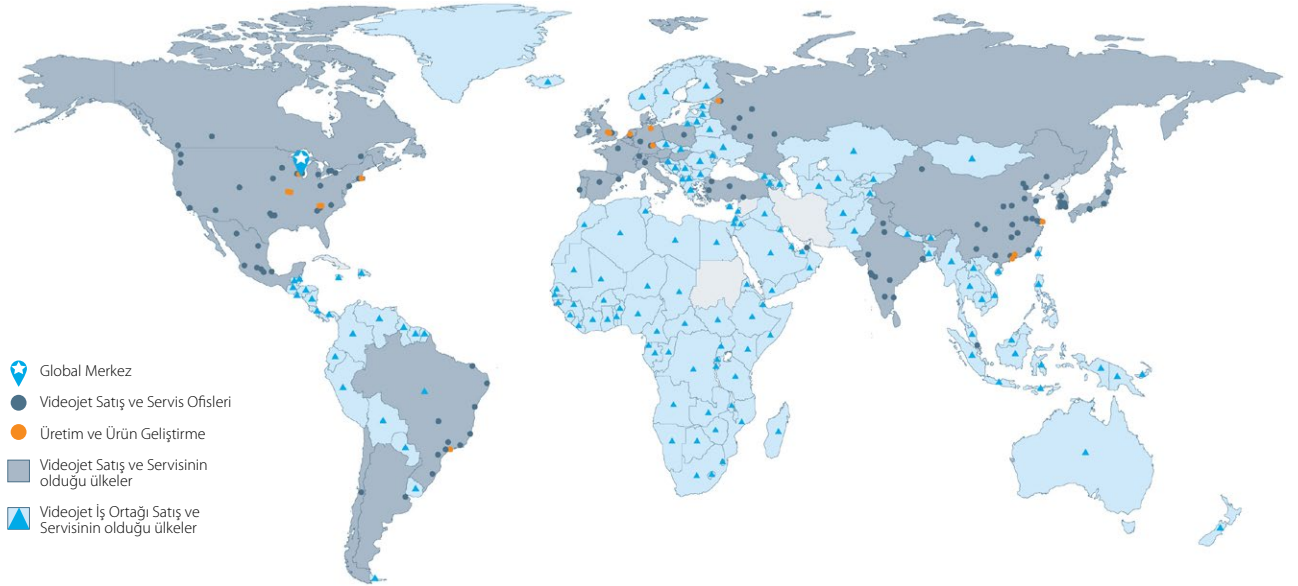 Global Merkez
Videojet Satış ve Servis Ofisleri
Üretim ve Ürün Geliştirme
Videojet Satış ve Servisinin
olduğu ülkeler
Videojet İş Ortağı Satış ve
Servisinin olduğu ülkeler